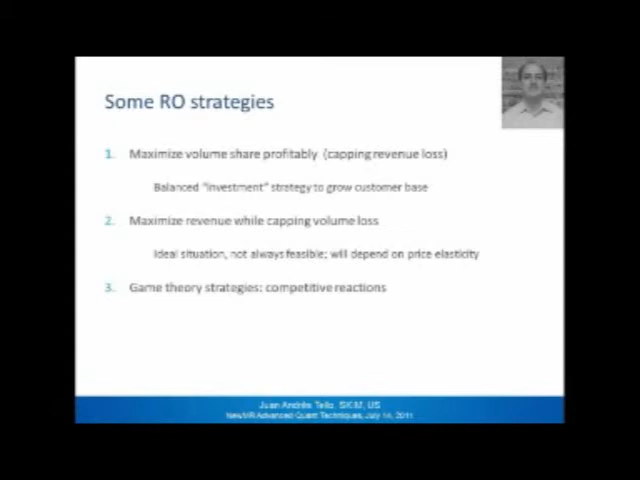 Some RO strategies
1. Maximize volume share profitably (capping revenue loss)
Balanced "investment" strategy to grow customer base
2. Maximize revenue while capping volume loss
Ideal situation, not always feasible; will depend on price elasticity
3. Game theory strategies: competitive reactions
Juan Andrés Tello, SKIM, US
NewMR Advanced Quant Techniques, July 14, 2011